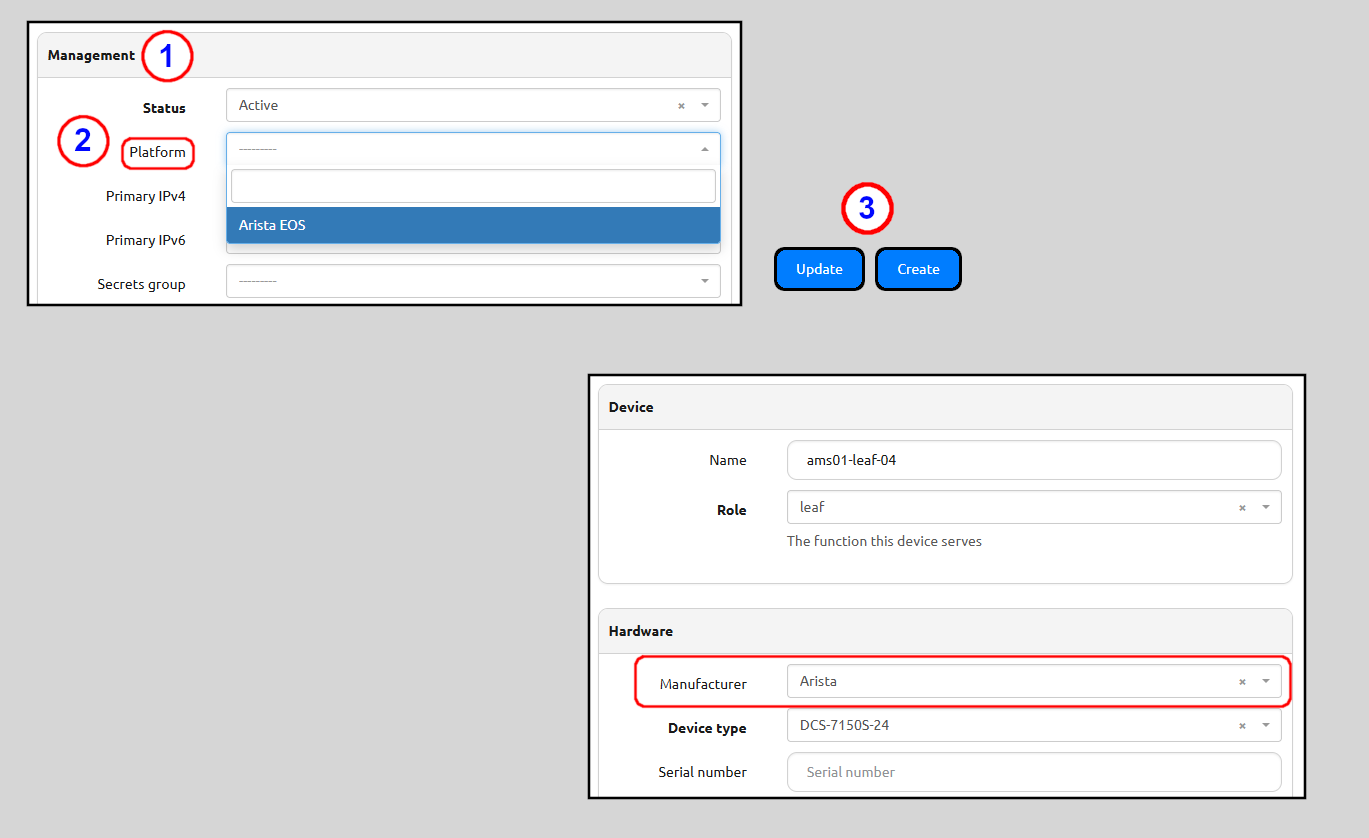 Management 1
Status Active × 
2 Platform ---------
Primary IPv4
Arista EOS
Primary IPv6
Secrets group ---------
3
Update Create
Device
Name ams01-leaf-04
Role leaf ×
The function this device serves
Hardware
Manufacturer Arista ×
Device type DCS-7150S-24 ×
Serial number Serial number